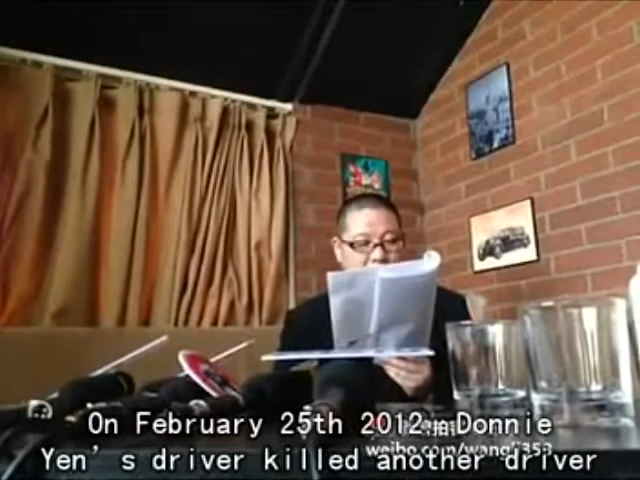 On February 25th 2012, Donnie
Yen's driver killed another driver